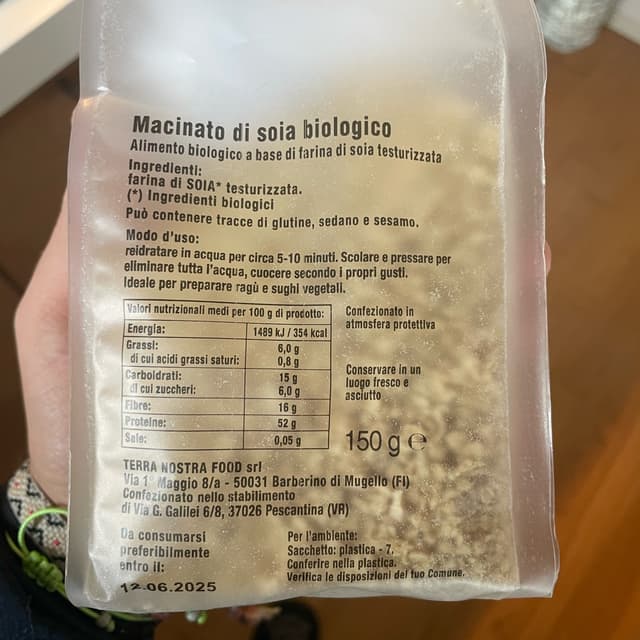 Macinato di soia biologico
Alimento biologico a base di farina di soia testurizzata
Ingredienti:
farina di SOIA* testurizzata.
(*) Ingredienti biologici
Può contenere tracce di glutine, sedano e sesamo.
Modo d'uso:
reidratare in acqua per circa 5-10 minuti. Scolare e pressare per
eliminare tutta l'acqua, cuocere secondo i propri gusti.
Ideale per preparare ragù e sughi vegetali.
Valori nutrizionali medi per 100 g di prodotto:
Energia: 1489 kJ / 354 kcal
Grassi: 6,0 g
di cui acidi grassi saturi: 0,8 g
Carboidrati: 15 g
di cui zuccheri: 6,0 g
Fibre: 16 g
Proteine: 52 g
Sale: 0,05 g
Confezionato in
atmosfera protettiva
Conservare in un
luogo fresco e
asciutto
150 g ℮
TERRA NOSTRA FOOD srl
Via 1° Maggio 8/a - 50031 Barberino di Mugello (FI)
Confezionato nello stabilimento
di Via G. Galilei 6/8, 37026 Pescantina (VR)
Da consumarsi
preferibilmente
entro il:
12.06.2025
Per l'ambiente:
Sacchetto: plastica - 7.
Conferire nella plastica.
Verifica le disposizioni del tuo Comune.